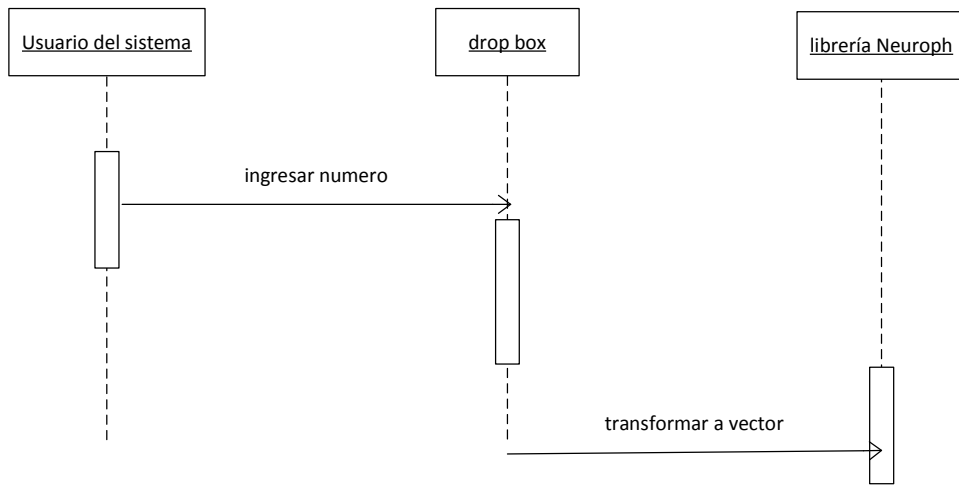 Usuario del sistema
drop box
librería Neuroph
ingresar numero
transformar a vector